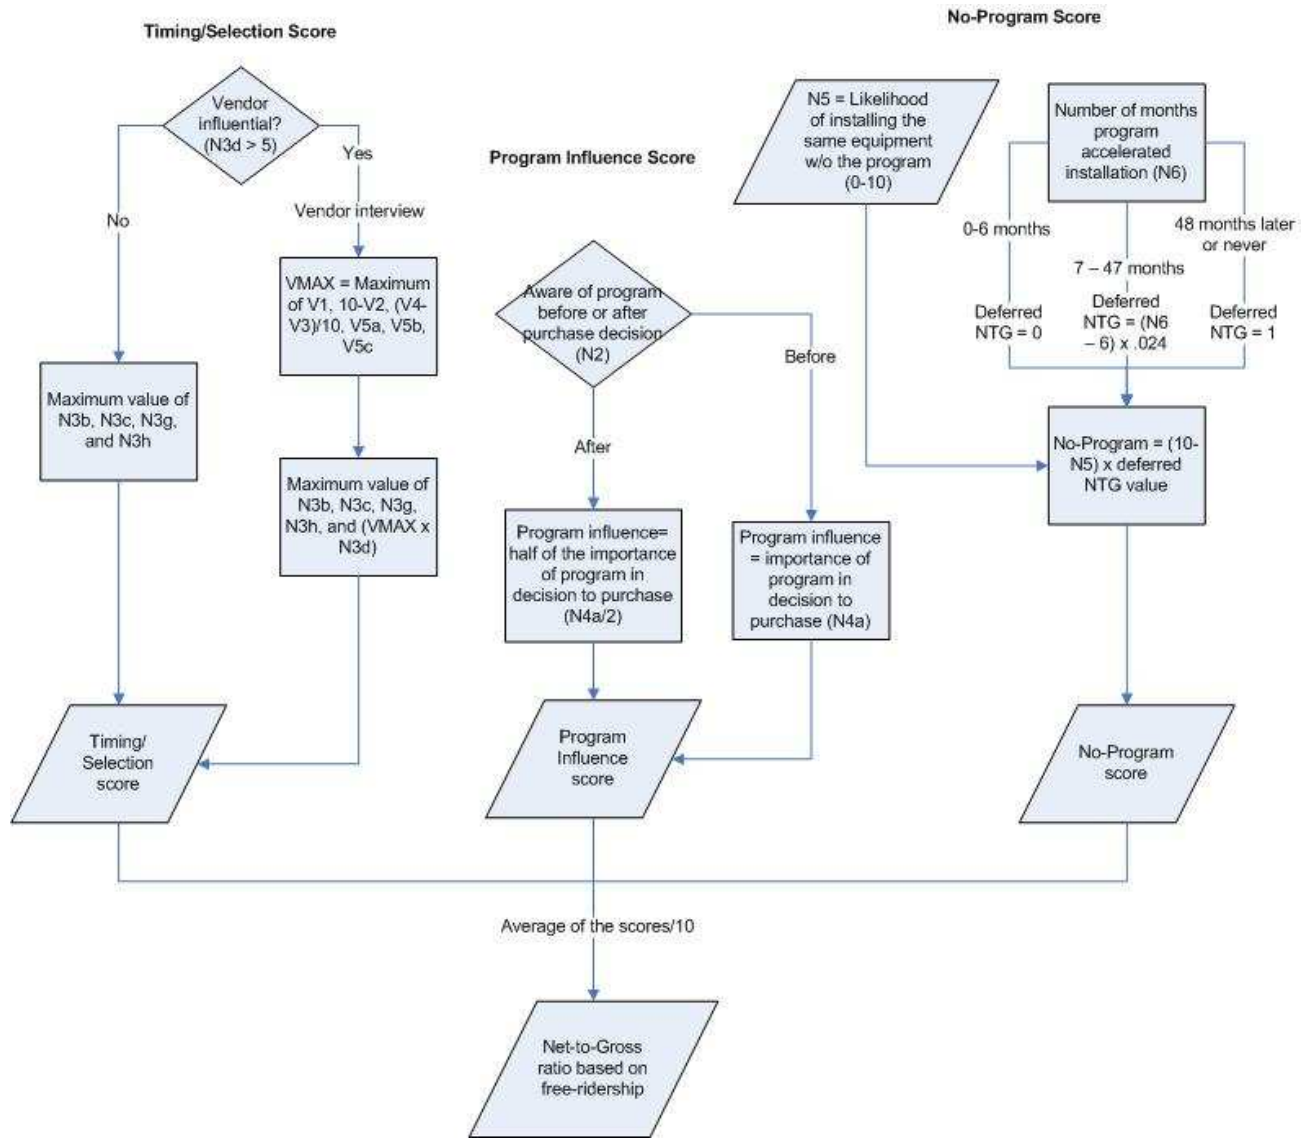 Timing/Selection Score
Vendor
influential?
(N3d > 5)
Yes
No
Vendor interview
VMAX = Maximum
of V1, 10-V2, (V4-
V3)/10, V5a, V5b,
V5c
Maximum value of
N3b, N3c, N3g,
and N3h
Maximum value of
N3b, N3c, N3g,
N3h, and (VMAX x
N3d)
Timing/
Selection
score
Program Influence Score
Aware of program
before or after
purchase decision
(N2)
Before
After
Program influence=
half of the importance
of program in
decision to purchase
(N4a/2)
Program influence
= importance of
program in
decision to
purchase (N4a)
Program
Influence
score
No-Program Score
N5 = Likelihood
of installing the
same equipment
w/o the program
(0-10)
Number of months
program
accelerated
installation (N6)
0-6 months
7 – 47 months
48 months later
or never
Deferred
NTG = 0
Deferred
NTG = (N6
– 6) x .024
Deferred
NTG = 1
No-Program = (10-
N5) x deferred
NTG value
No-Program
score
Average of the scores/10
Net-to-Gross
ratio based on
free-ridership